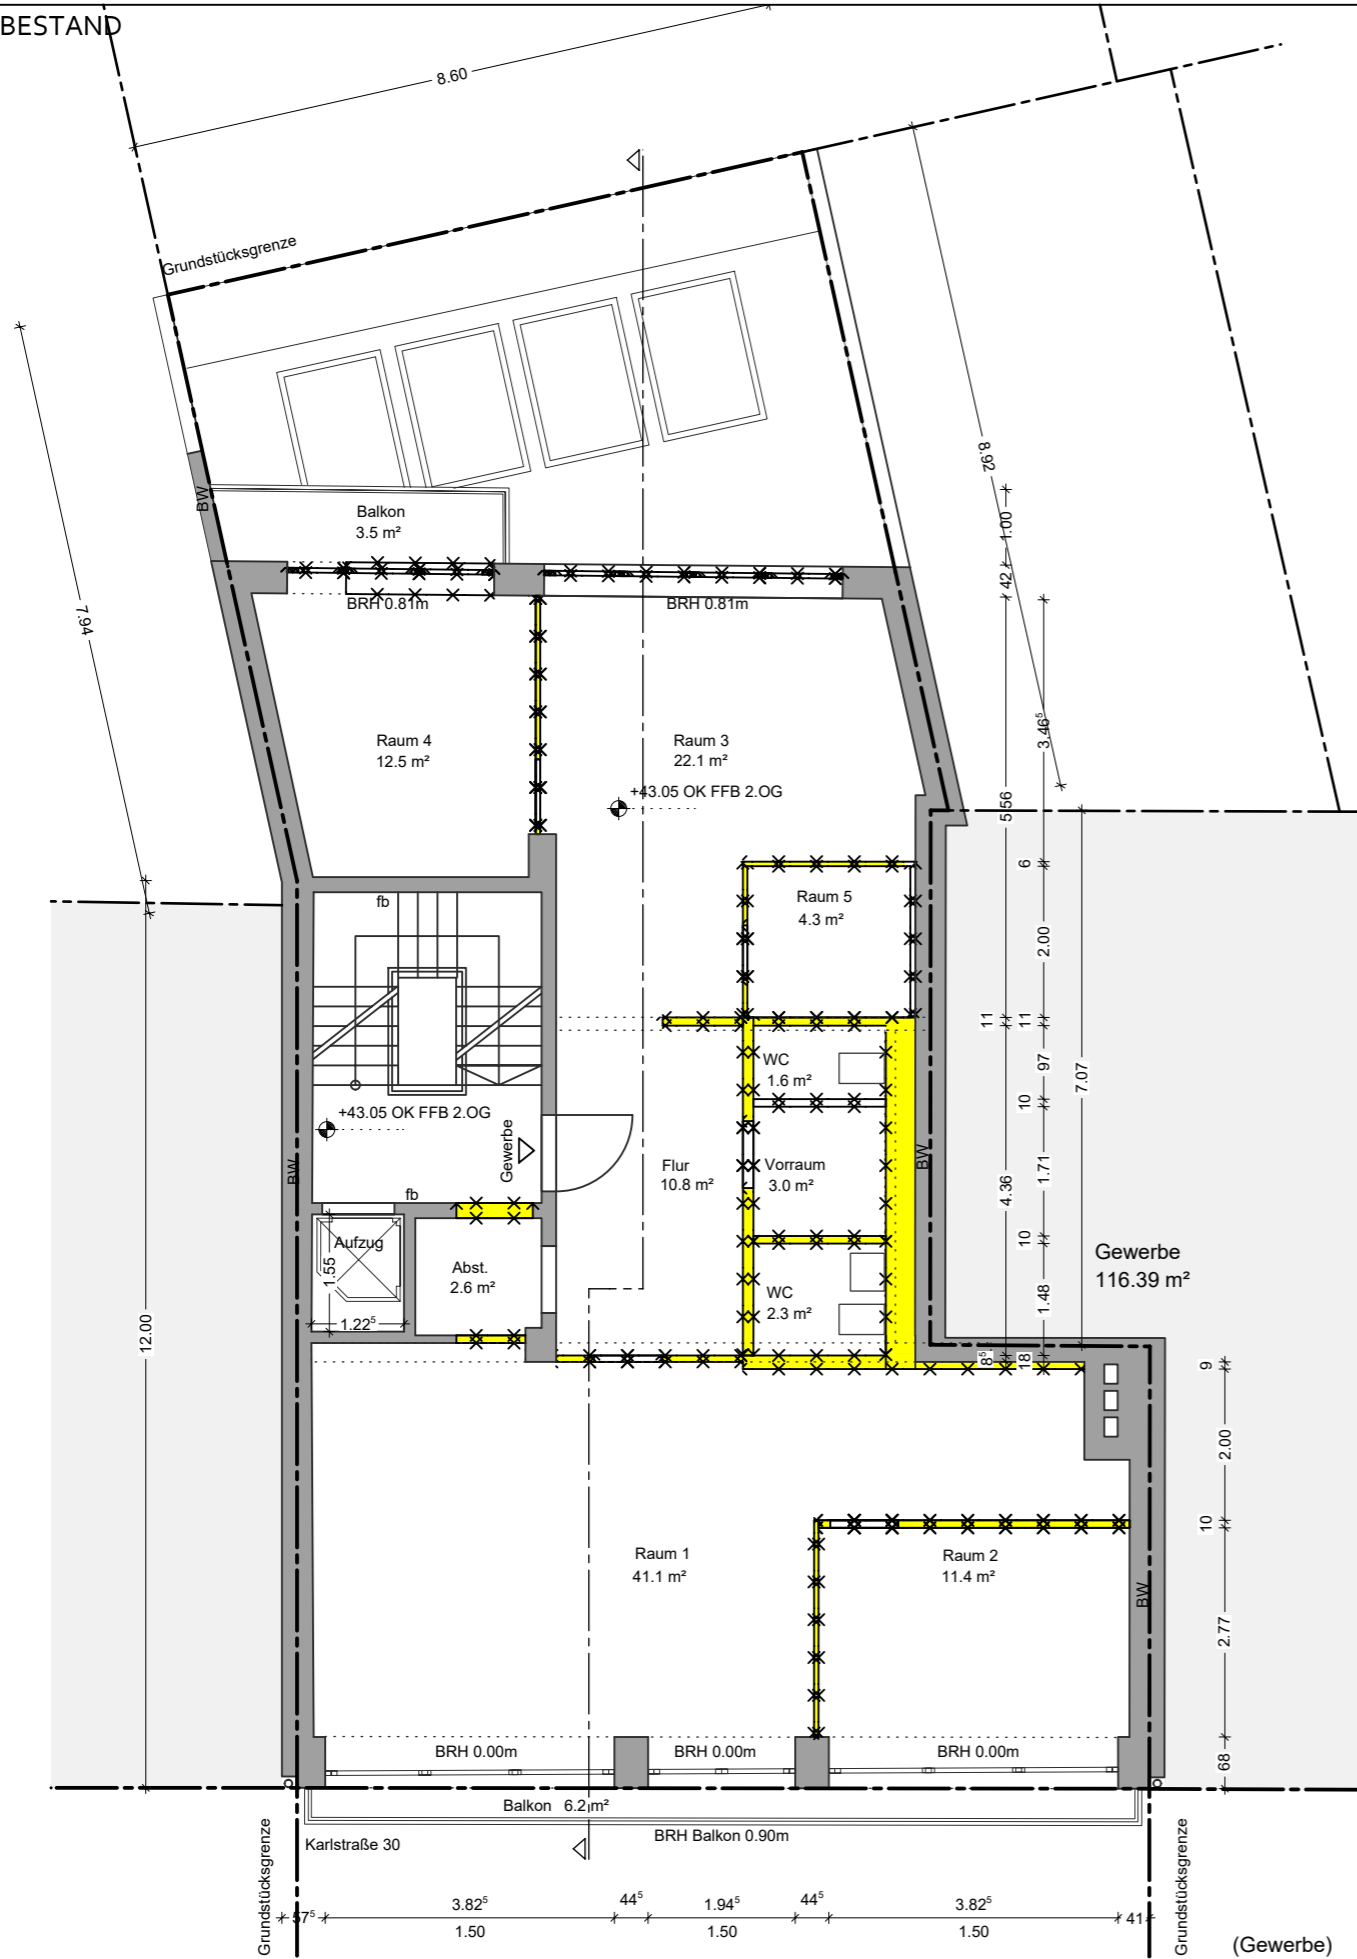 BESTAND
8.60
Grundstücksgrenze
8.92
7.94
BW
Balkon
3.5 m²
1.00
42
BRH 0.81m
BRH 0.81m
Raum 4
12.5 m²
Raum 3
22.1 m²
+43.05 OK FFB 2.OG
3.46⁵
5.56
6
Raum 5
4.3 m²
2.00
fb
11
11
WC
1.6 m²
97
7.07
10
+43.05 OK FFB 2.OG
Gewerbe
BW
BW
Flur
10.8 m²
Vorraum
3.0 m²
1.71
4.36
fb
Aufzug
1.55
1.22⁵
Abst.
2.6 m²
10
Gewerbe
116.39 m²
WC
2.3 m²
1.48
12.00
8⁵
18
9
2.00
10
Raum 1
41.1 m²
Raum 2
11.4 m²
BW
2.77
BRH 0.00m
BRH 0.00m
BRH 0.00m
68
Balkon 6.2 m²
BRH Balkon 0.90m
Karlstraße 30
Grundstücksgrenze
Grundstücksgrenze
57⁵
3.82⁵
1.50
44⁵
1.94⁵
1.50
44⁵
3.82⁵
1.50
41
(Gewerbe)